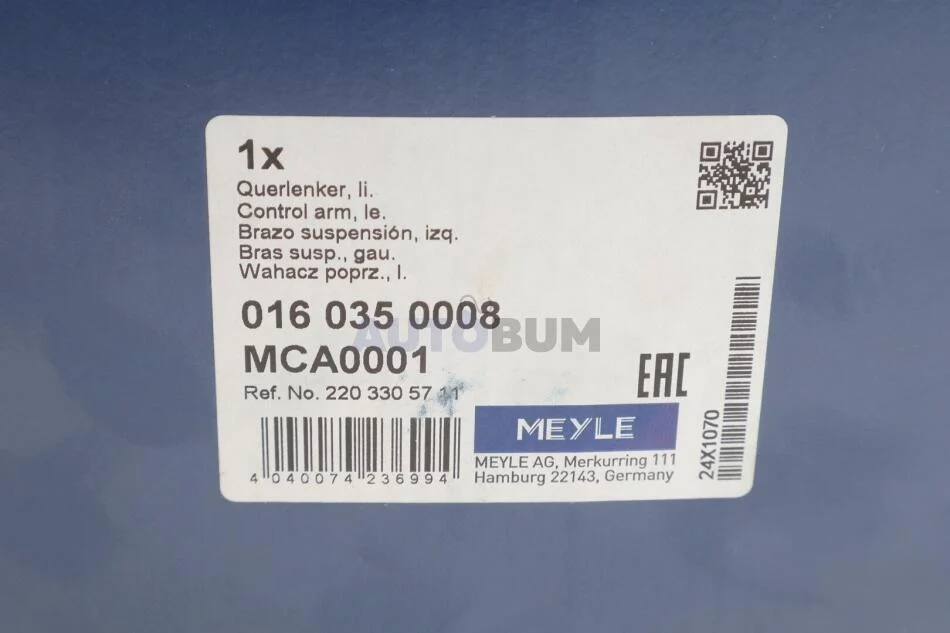 1x
Querlenker, li.
Control arm, le.
Brazo suspensión, izq.
Bras susp., gau.
Wahacz poprz., l.
016 035 0008
AUTOBUM
MCA0001
EAC
Ref. No. 220 330 57 11
MEYLE
MEYLE AG, Merkurring 111
Hamburg 22143, Germany
4 040074 236994
24X1070